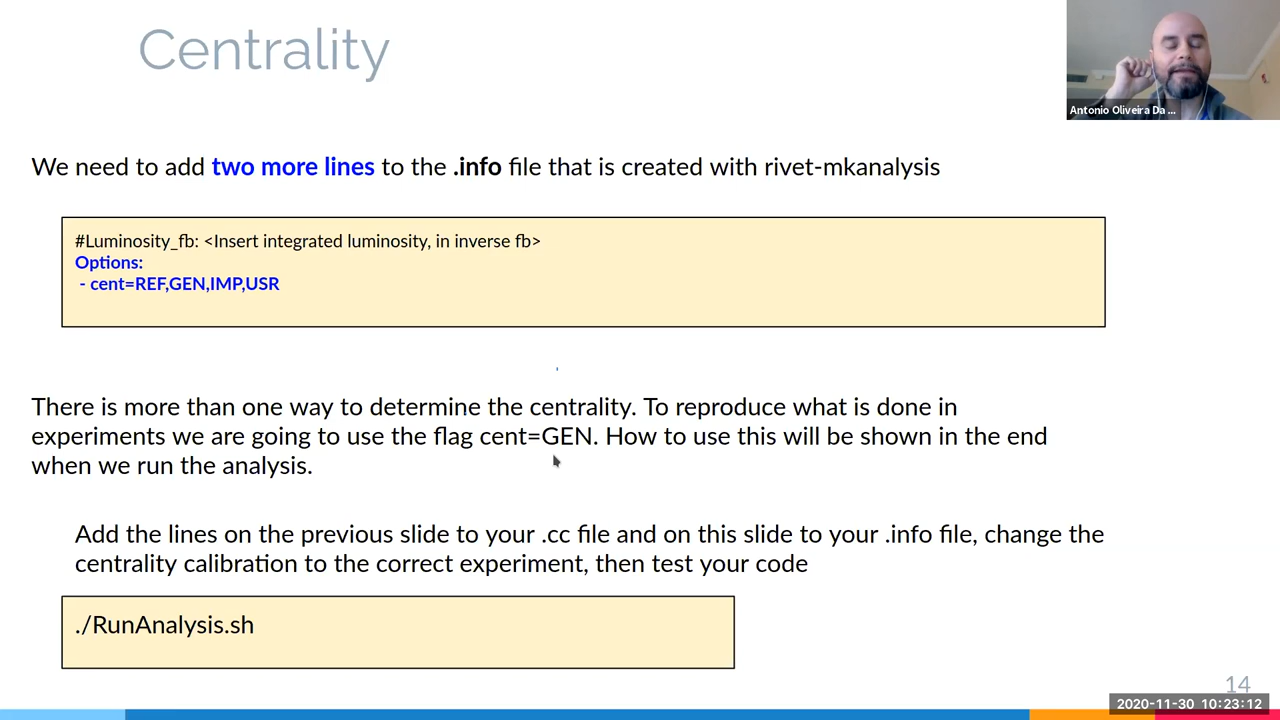 Centrality
Antonio Oliveira Da ...
We need to add two more lines to the .info file that is created with rivet-mkanalysis
#Luminosity_fb: <Insert integrated luminosity, in inverse fb>
Options:
- cent=REF,GEN,IMP,USR
There is more than one way to determine the centrality. To reproduce what is done in
experiments we are going to use the flag cent=GEN. How to use this will be shown in the end
when we run the analysis.
Add the lines on the previous slide to your .cc file and on this slide to your .info file, change the
centrality calibration to the correct experiment, then test your code
./RunAnalysis.sh
14
2020-11-30 10:23:12